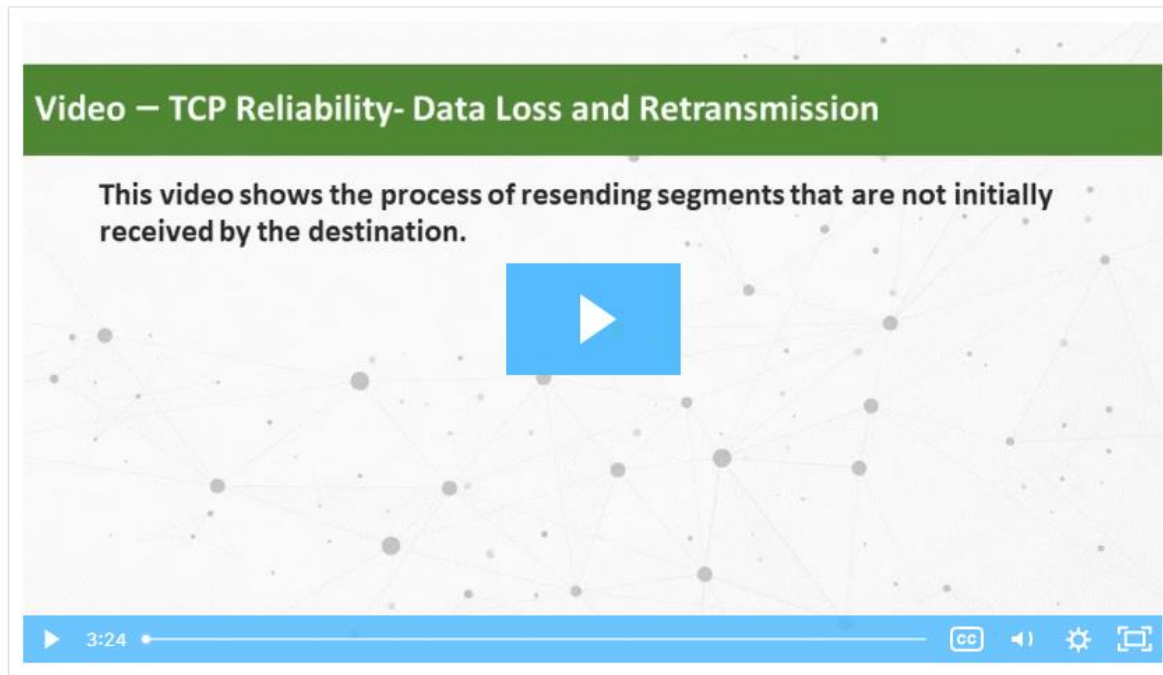 Video – TCP Reliability- Data Loss and Retransmission
This video shows the process of resending segments that are not initially
received by the destination.
3:24
CC